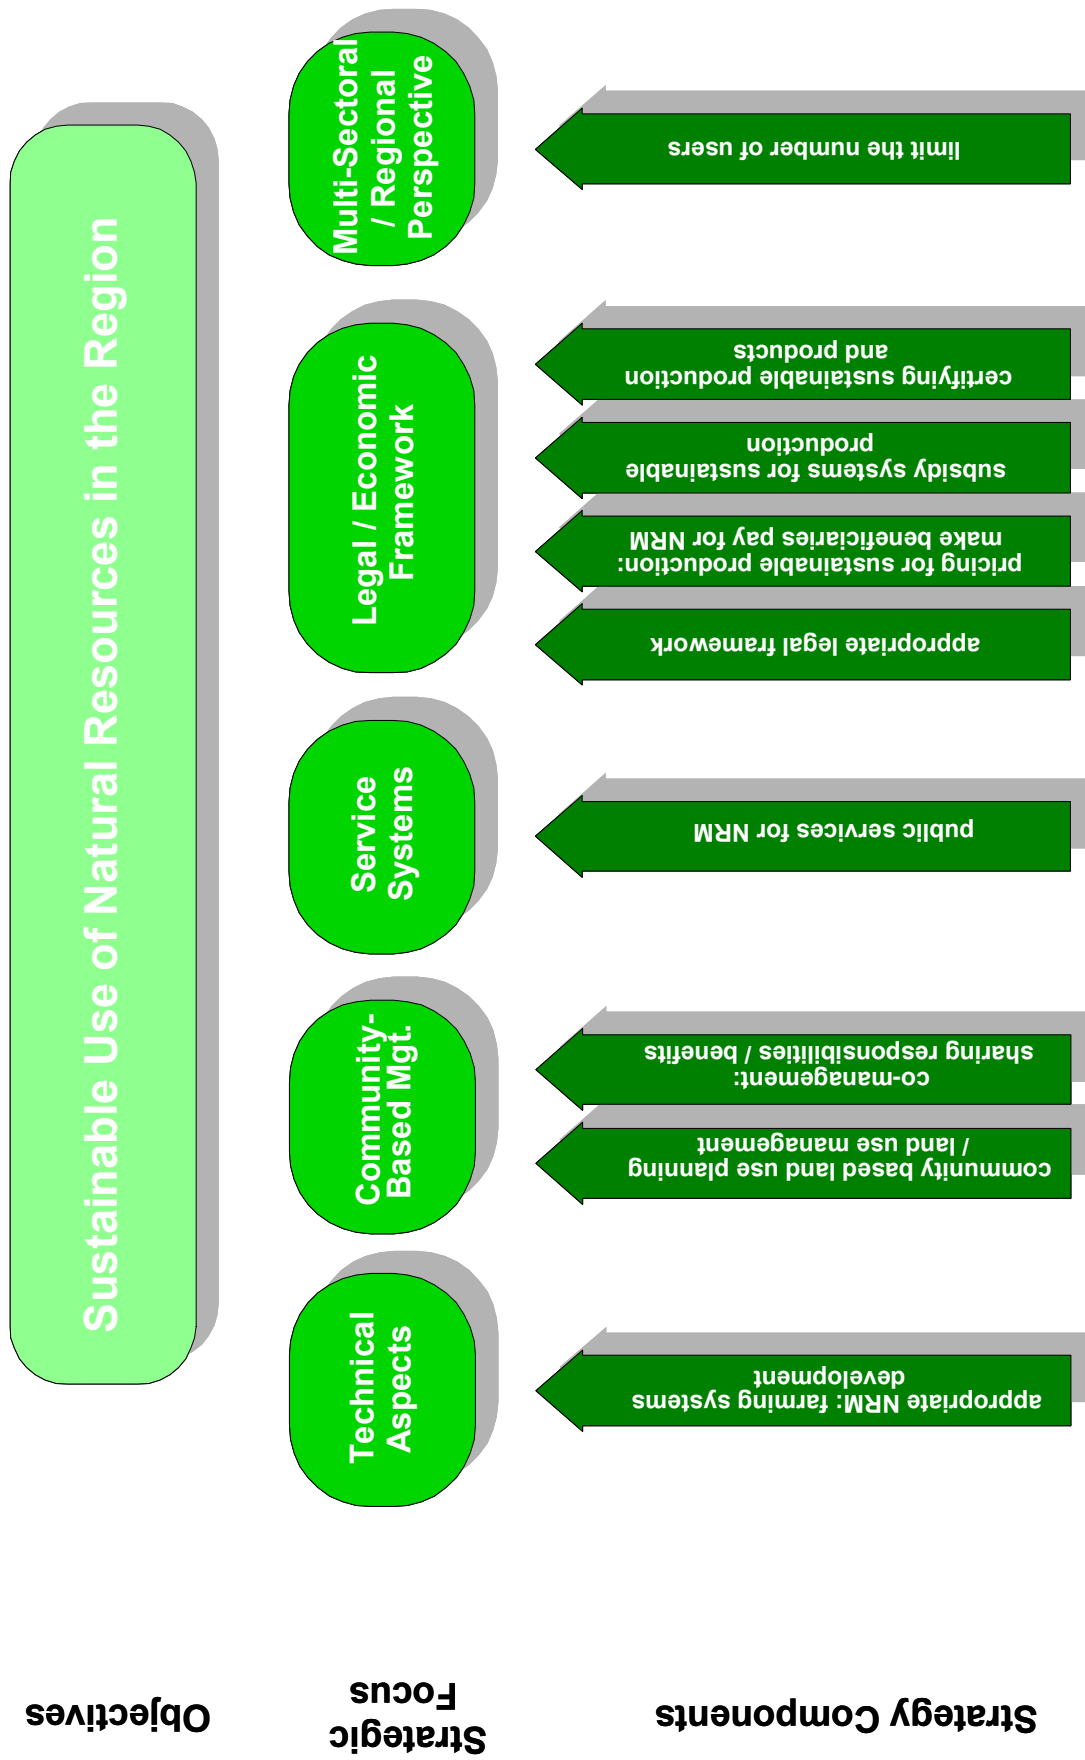 Objectives
Sustainable Use of Natural Resources in the Region
Strategic
Focus
Technical
Aspects
Community-
Based Mgt.
Service
Systems
Legal / Economic
Framework
Multi-Sectoral
/ Regional
Perspective
Strategy Components
appropriate NRM: farming systems
development
community based land use planning
/ land use management
co-management:
sharing responsibilities / benefits
public services for NRM
appropriate legal framework
pricing for sustainable production:
make beneficiaries pay for NRM
subsidy systems for sustainable
production
certifying sustainable production
and products
limit the number of users